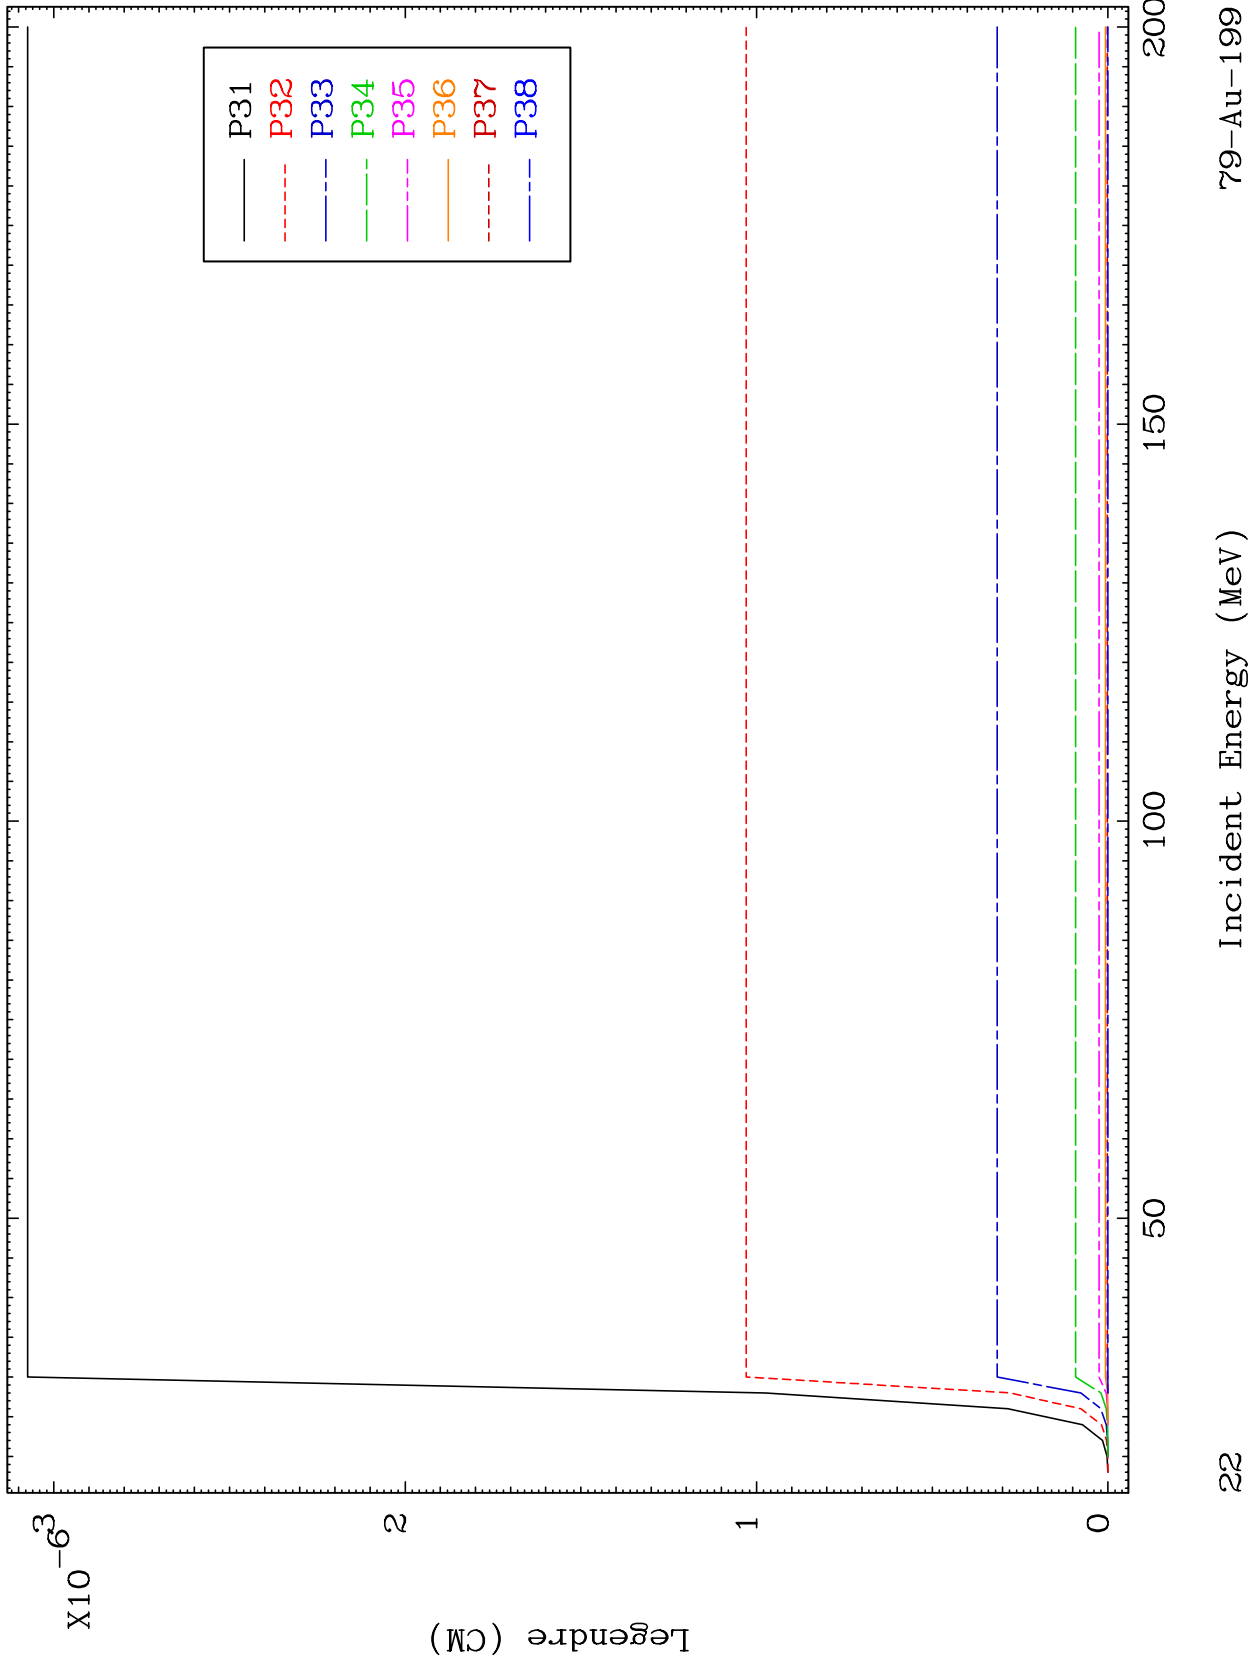 X10
-6
3
2
1
0
Legendre (CM)
P31
P32
P33
P34
P35
P36
P37
P38
50
100
150
200
Incident Energy (MeV)
22
79-Au-199